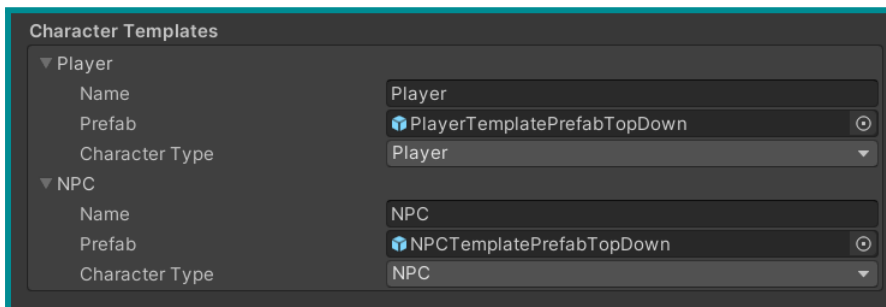 Character Templates
Player
Name Player
Prefab PlayerTemplatePrefabTopDown
Character Type Player
NPC
Name NPC
Prefab NPCTemplatePrefabTopDown
Character Type NPC